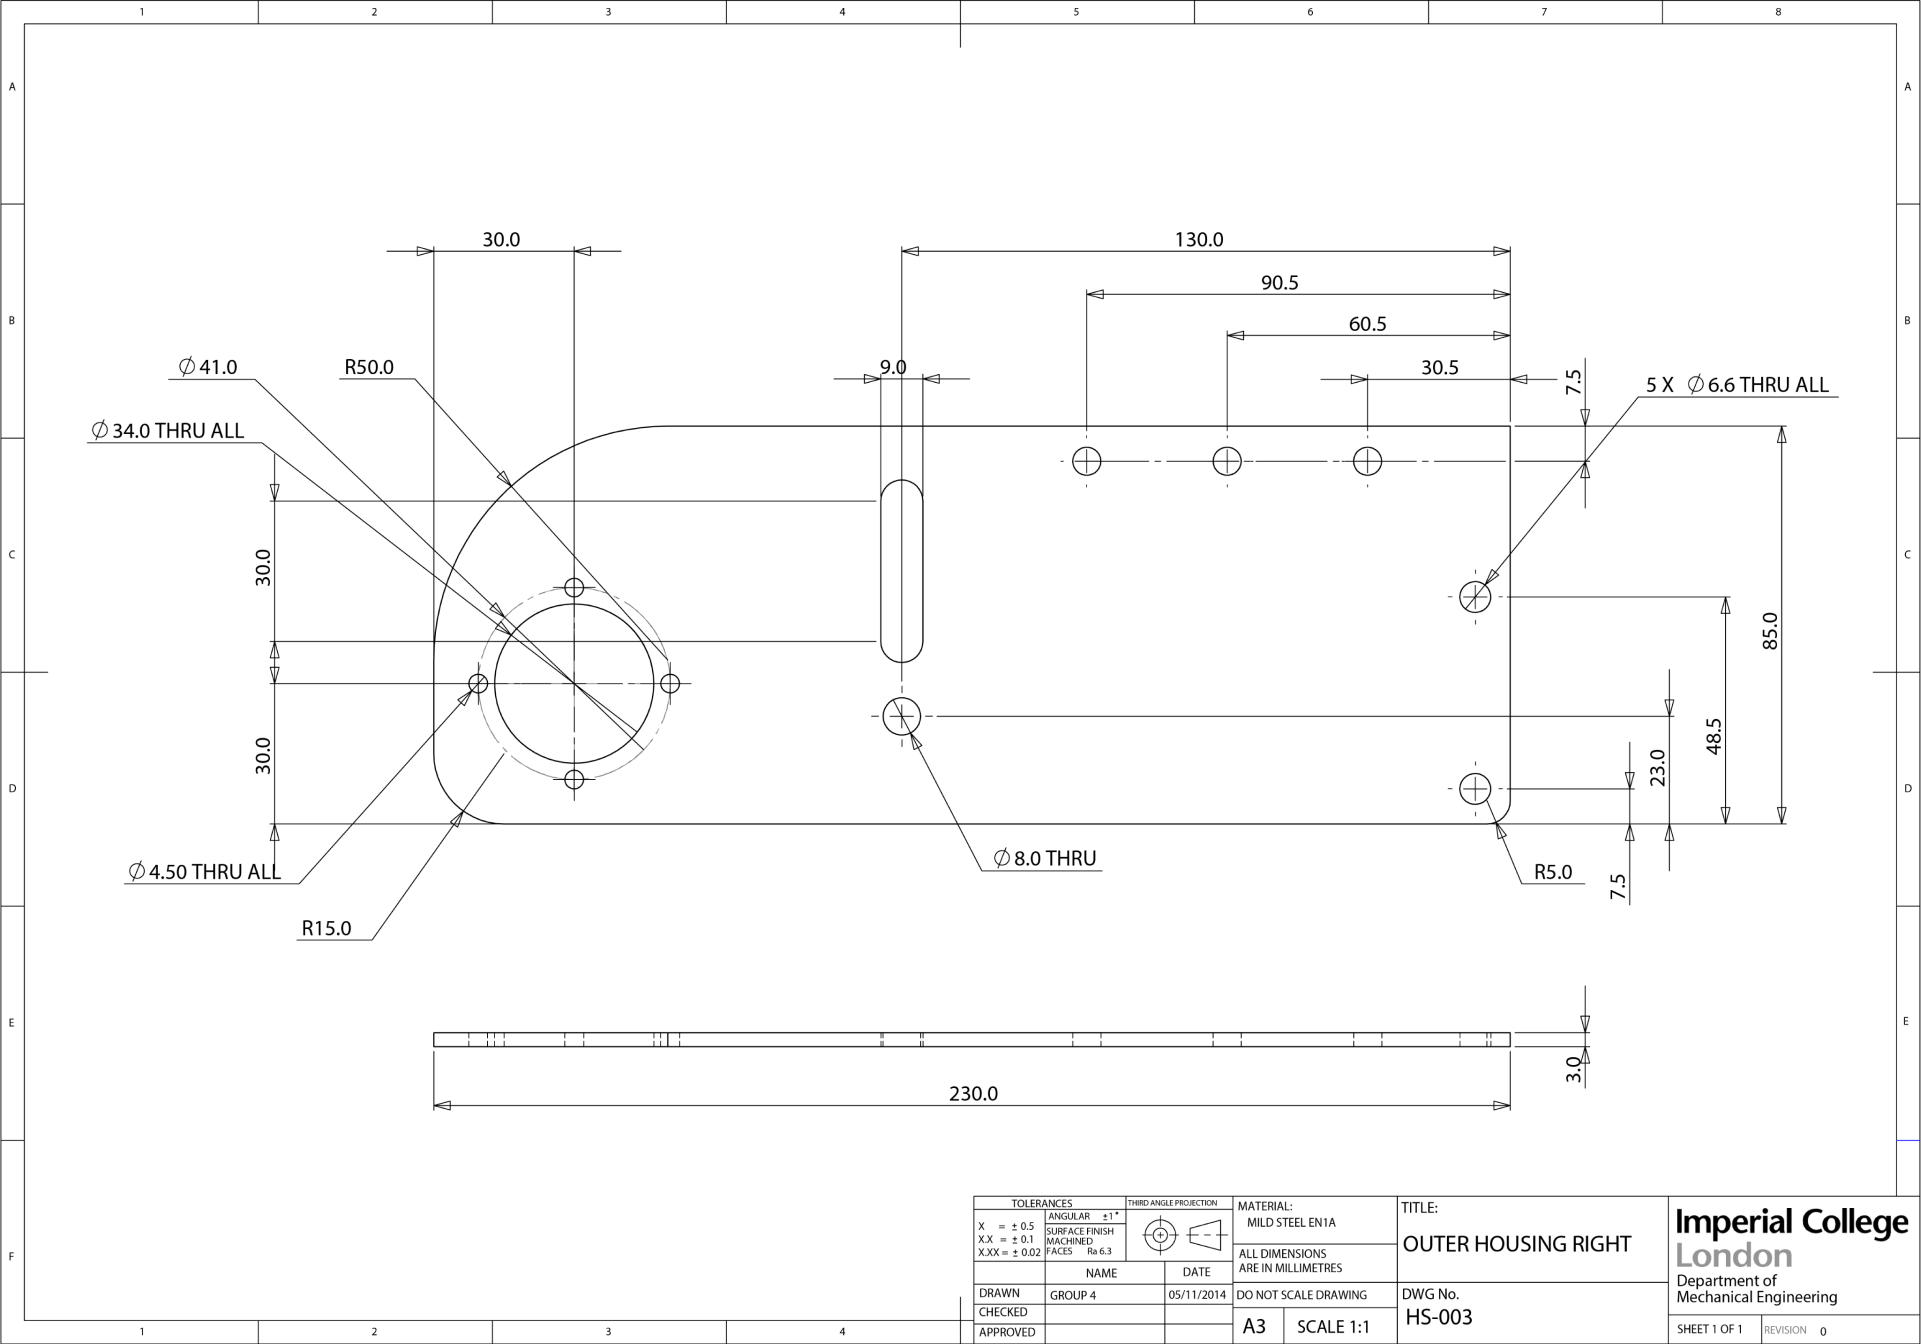 1 2 3 4 5 6 7 8
A A
30.0 130.0
90.5
B B
60.5
⌀ 41.0 R50.0 9.0 30.5 7.5
5 X ⌀ 6.6 THRU ALL
⌀ 34.0 THRU ALL
C C
30.0
85.0
48.5
30.0 23.0
D D
⌀ 4.50 THRU ALL ⌀ 8.0 THRU R5.0
7.5
R15.0
E E
3.0
230.0
TOLERANCES
X = ± 0.5
X.X = ± 0.1
X.XX = ± 0.02
ANGULAR ±1°
SURFACE FINISH
MACHINED
FACES Ra 6.3
THIRD ANGLE PROJECTION
MATERIAL:
MILD STEEL EN1A
ALL DIMENSIONS
ARE IN MILLIMETRES
DO NOT SCALE DRAWING
TITLE:
OUTER HOUSING RIGHT
Imperial College
London
Department of
Mechanical Engineering
F F
NAME DATE
DRAWN GROUP 4 05/11/2014
CHECKED
APPROVED
A3 SCALE 1:1
DWG No.
HS-003
SHEET 1 OF 1 REVISION 0
1 2 3 4